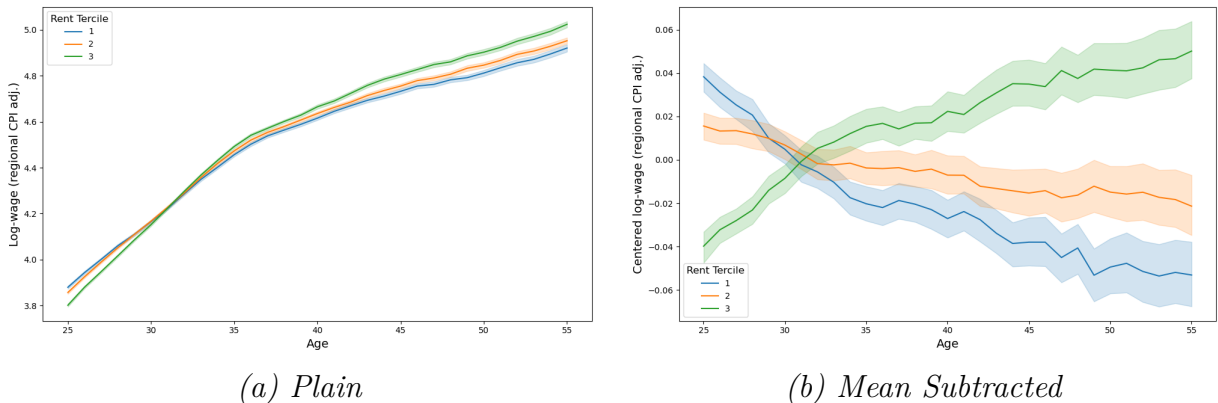 Rent Tercile
1
2
3
5.0
4.8
4.6
4.4
4.2
4.0
3.8
Log-wage (regional CPI adj.)
25 30 35 40 45 50 55
Age
(a) Plain
0.06
0.04
0.02
0.00
−0.02
−0.04
−0.06
Centered log-wage (regional CPI adj.)
Rent Tercile
1
2
3
25 30 35 40 45 50 55
Age
(b) Mean Subtracted